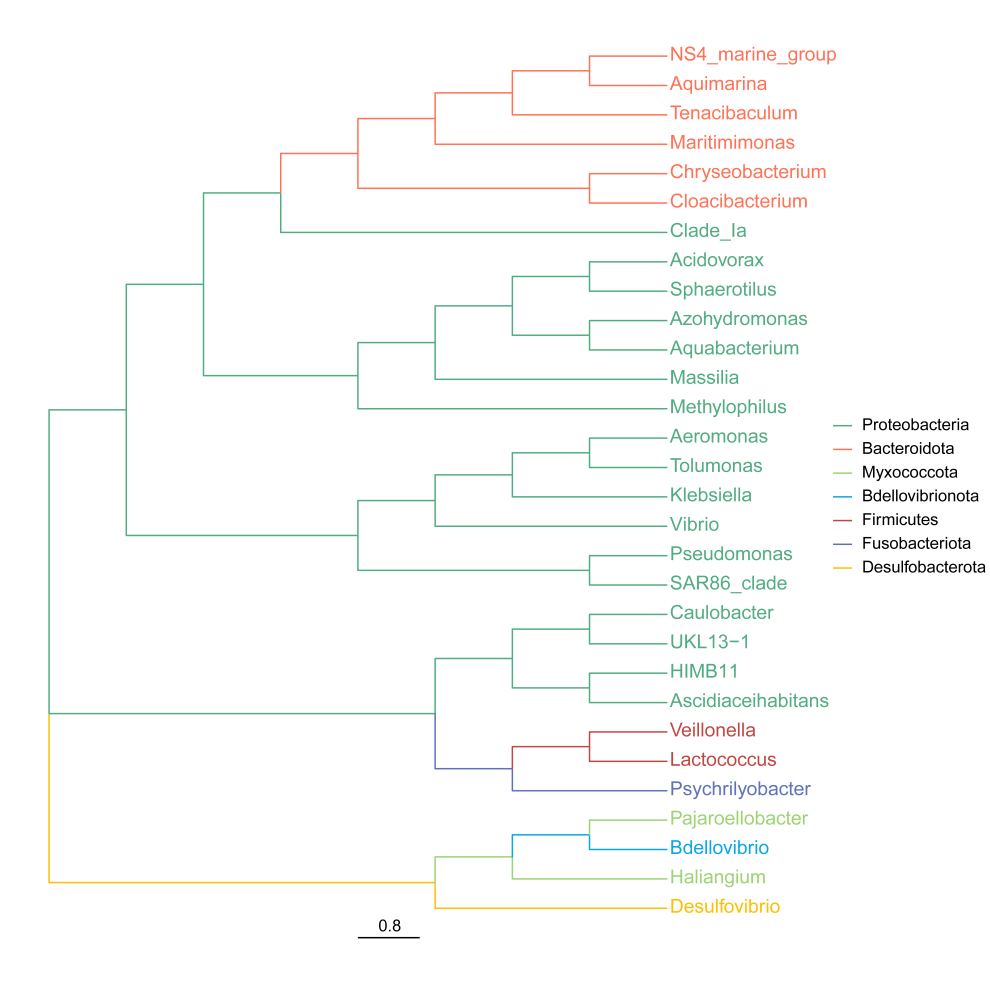 NS4_marine_group
Aquimarina
Tenacibaculum
Maritimimonas
Chryseobacterium
Cloacibacterium
Clade_Ia
Acidovorax
Sphaerotilus
Azohydromonas
Aquabacterium
Massilia
Methylophilus
Aeromonas
Tolumonas
Klebsiella
Vibrio
Pseudomonas
SAR86_clade
Caulobacter
UKL13−1
HIMB11
Ascidiaceihabitans
Veillonella
Lactococcus
Psychrilyobacter
Pajaroellobacter
Bdellovibrio
Haliangium
Desulfovibrio
0.8
Proteobacteria
Bacteroidota
Myxococcota
Bdellovibrionota
Firmicutes
Fusobacteriota
Desulfobacterota